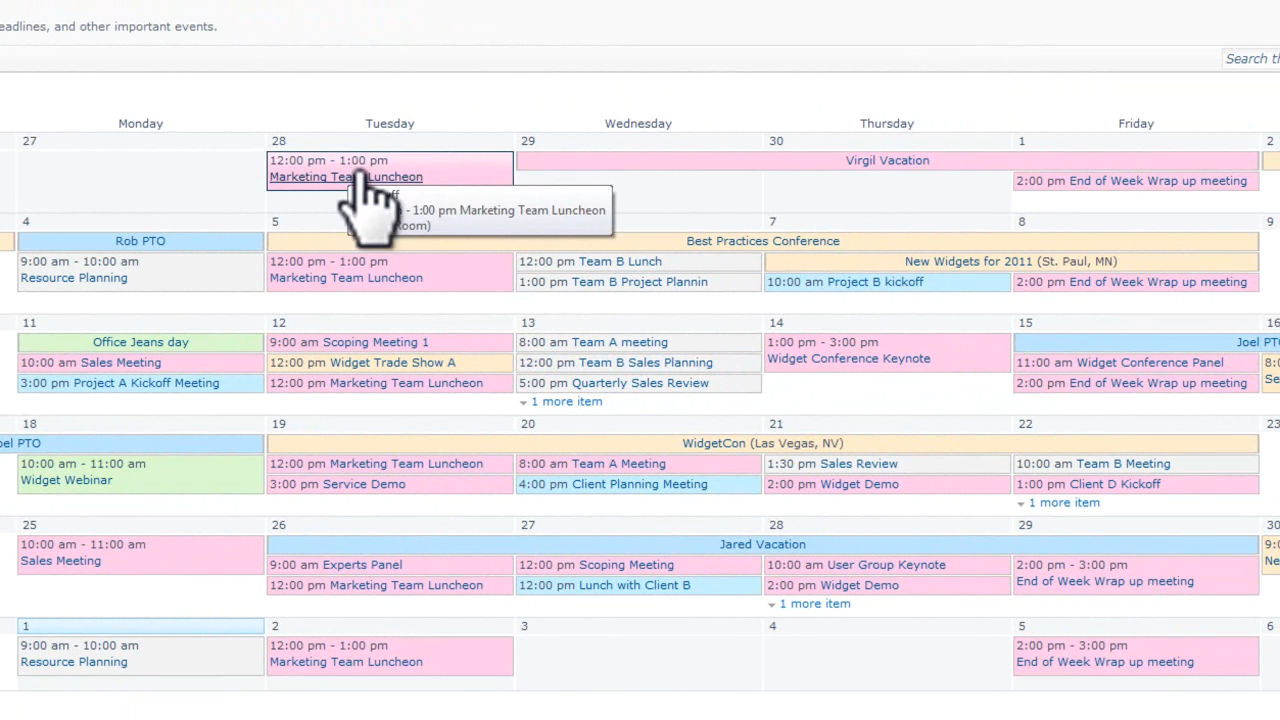 eadlines, and other important events.
Search th
Monday Tuesday Wednesday Thursday Friday
27 28 29 30 1 2
12:00 pm - 1:00 pm Virgil Vacation
Marketing Tea Luncheon 2:00 pm End of Week Wrap up meeting
ff
- 1:00 pm Marketing Team Luncheon
oom)
4 5 7 8 9
Rob PTO Best Practices Conference
9:00 am - 10:00 am 12:00 pm - 1:00 pm 12:00 pm Team B Lunch New Widgets for 2011 (St. Paul, MN)
Resource Planning Marketing Team Luncheon 1:00 pm Team B Project Plannin 10:00 am Project B kickoff 2:00 pm End of Week Wrap up meeting
11 12 13 14 15 16
Office Jeans day 9:00 am Scoping Meeting 1 8:00 am Team A meeting 1:00 pm - 3:00 pm Joel PTO
10:00 am Sales Meeting 12:00 pm Widget Trade Show A 12:00 pm Team B Sales Planning Widget Conference Keynote 11:00 am Widget Conference Panel 8:0
3:00 pm Project A Kickoff Meeting 12:00 pm Marketing Team Luncheon 5:00 pm Quarterly Sales Review 2:00 pm End of Week Wrap up meeting Se
1 more item
18 19 20 21 22 23
oel PTO WidgetCon (Las Vegas, NV)
10:00 am - 11:00 am 12:00 pm Marketing Team Luncheon 8:00 am Team A Meeting 1:30 pm Sales Review 10:00 am Team B Meeting
Widget Webinar 3:00 pm Service Demo 4:00 pm Client Planning Meeting 2:00 pm Widget Demo 1:00 pm Client D Kickoff
1 more item
25 26 27 28 29 30
10:00 am - 11:00 am Jared Vacation 9:0
Sales Meeting 9:00 am Experts Panel 12:00 pm Scoping Meeting 10:00 am User Group Keynote 2:00 pm - 3:00 pm Ne
12:00 pm Marketing Team Luncheon 12:00 pm Lunch with Client B 2:00 pm Widget Demo End of Week Wrap up meeting
1 more item
1 2 3 4 5 6
9:00 am - 10:00 am 12:00 pm - 1:00 pm 2:00 pm - 3:00 pm
Resource Planning Marketing Team Luncheon End of Week Wrap up meeting